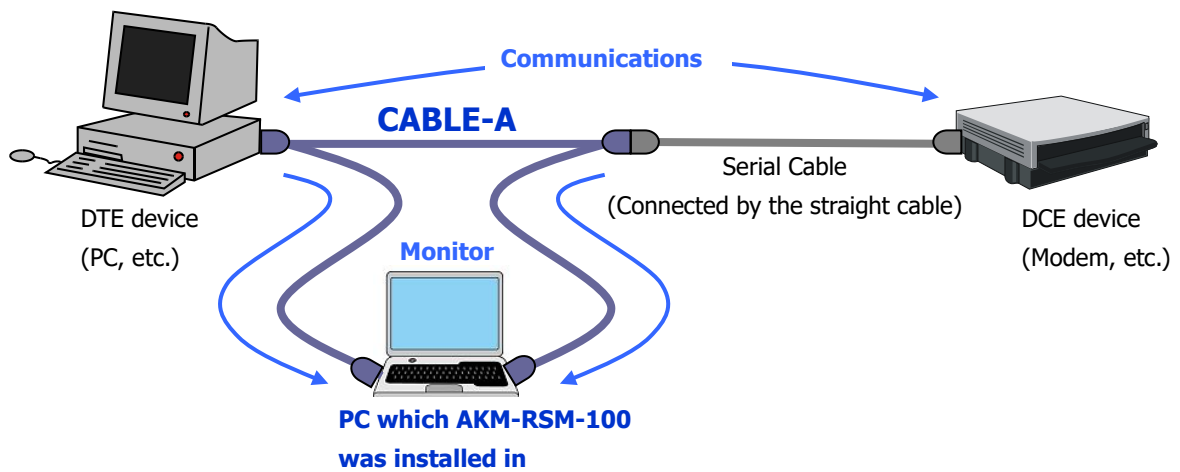 Communications
CABLE-A
Serial Cable
(Connected by the straight cable)
DTE device
(PC, etc.)
DCE device
(Modem, etc.)
Monitor
PC which AKM-RSM-100
was installed in